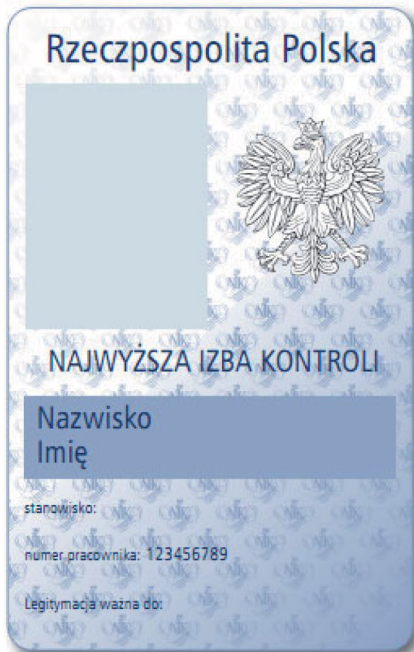 Rzeczpospolita Polska
NAJWYŻSZA IZBA KONTROLI
Nazwisko
Imię
stanowisko:
numer pracownika: 123456789
Legitymacja ważna do: